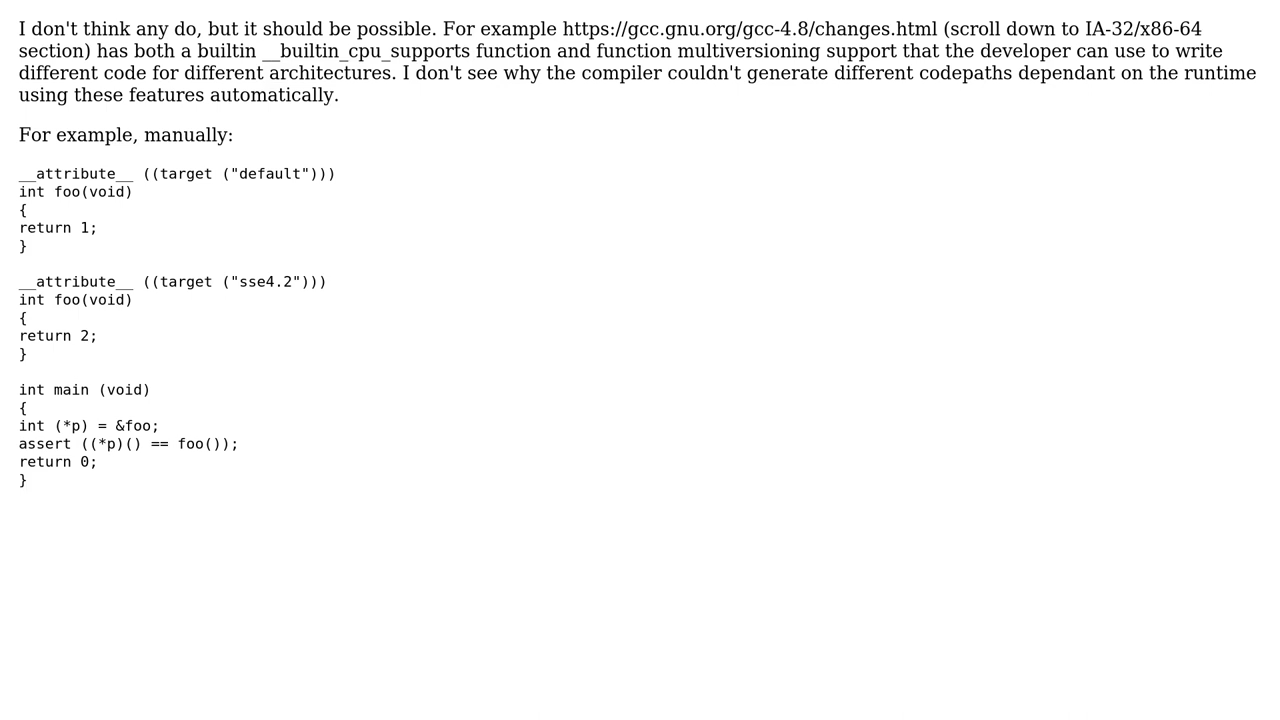 I don't think any do, but it should be possible. For example https://gcc.gnu.org/gcc-4.8/changes.html (scroll down to IA-32/x86-64
section) has both a builtin __builtin_cpu_supports function and function multiversioning support that the developer can use to write
different code for different architectures. I don't see why the compiler couldn't generate different codepaths dependant on the runtime
using these features automatically.
For example, manually:
__attribute__ ((target ("default")))
int foo(void)
{
return 1;
}
__attribute__ ((target ("sse4.2")))
int foo(void)
{
return 2;
}
int main (void)
{
int (*p) = &foo;
assert ((*p)() == foo());
return 0;
}